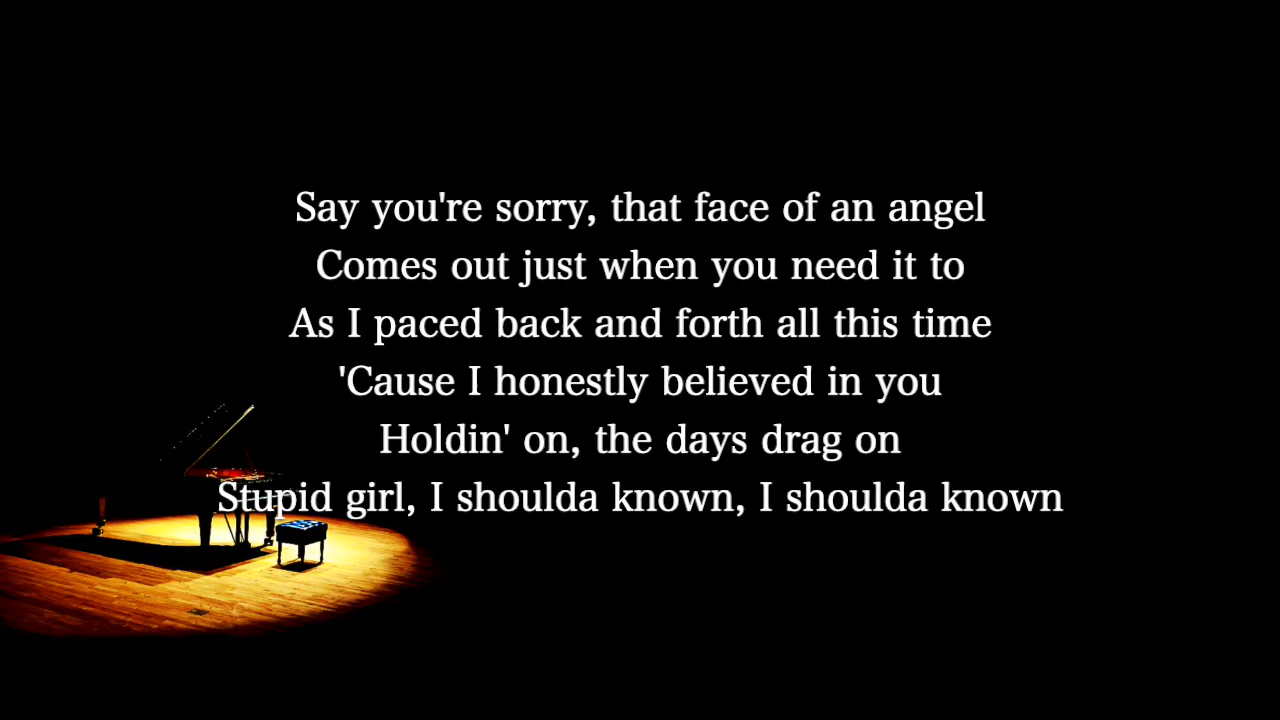 Say you're sorry, that face of an angel
Comes out just when you need it to
As I paced back and forth all this time
'Cause I honestly believed in you
Holdin' on, the days drag on
Stupid girl, I shoulda known, I shoulda known